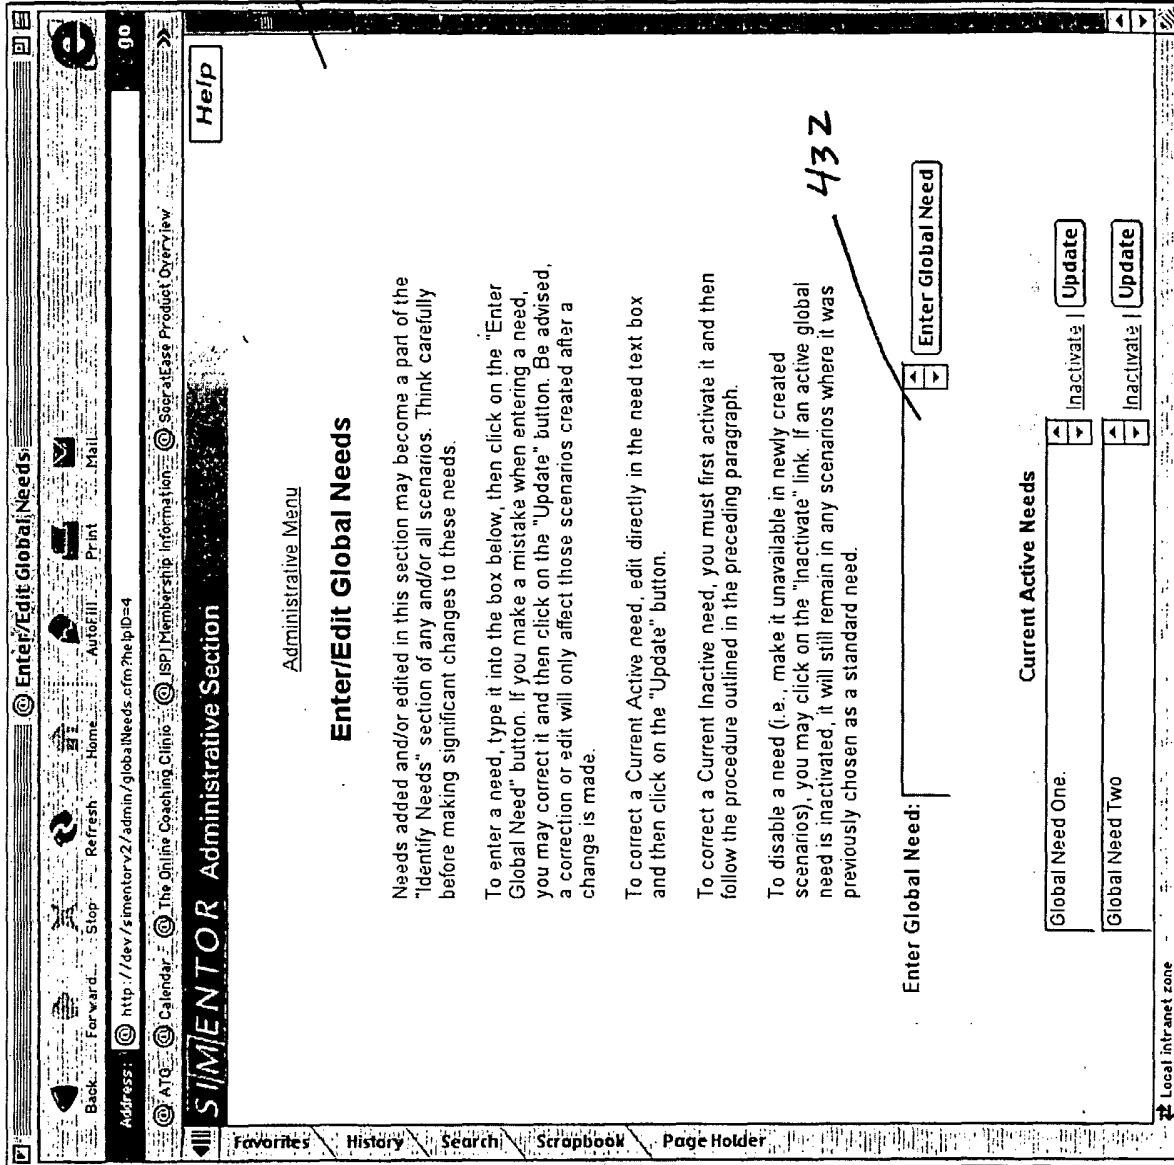 @ Enter/Edit Global Needs
Back Forward Stop Refresh Home AutoFill Print Mail
Address: @ http://dev/simentorv2/admin/globalNeeds.cfm?helpID=4 go
@ ATG @ Calendar @ The Online Coaching Clinic @ ISPI Membership Information @ SocratEase Product Overview
SIMENTOR Administrative Section
Help
Favorites
History
Search
Scrapbook
Page Holder
Administrative Menu
Enter/Edit Global Needs
Needs added and/or edited in this section may become a part of the
"Identify Needs" section of any and/or all scenarios. Think carefully
before making significant changes to these needs.
To enter a need, type it into the box below, then click on the "Enter
Global Need" button. If you make a mistake when entering a need,
you may correct it and then click on the "Update" button. Be advised,
a correction or edit will only affect those scenarios created after a
change is made.
To correct a Current Active need, edit directly in the need text box
and then click on the "Update" button.
To correct a Current Inactive need, you must first activate it and then
follow the procedure outlined in the preceding paragraph.
To disable a need (i.e., make it unavailable in newly created
scenarios), you may click on the "Inactivate" link. If an active global
need is inactivated, it will still remain in any scenarios where it was
previously chosen as a standard need.
432
Enter Global Need: Enter Global Need
Current Active Needs
Global Need One. Inactivate | Update
Global Need Two Inactivate | Update
Local intranet zone